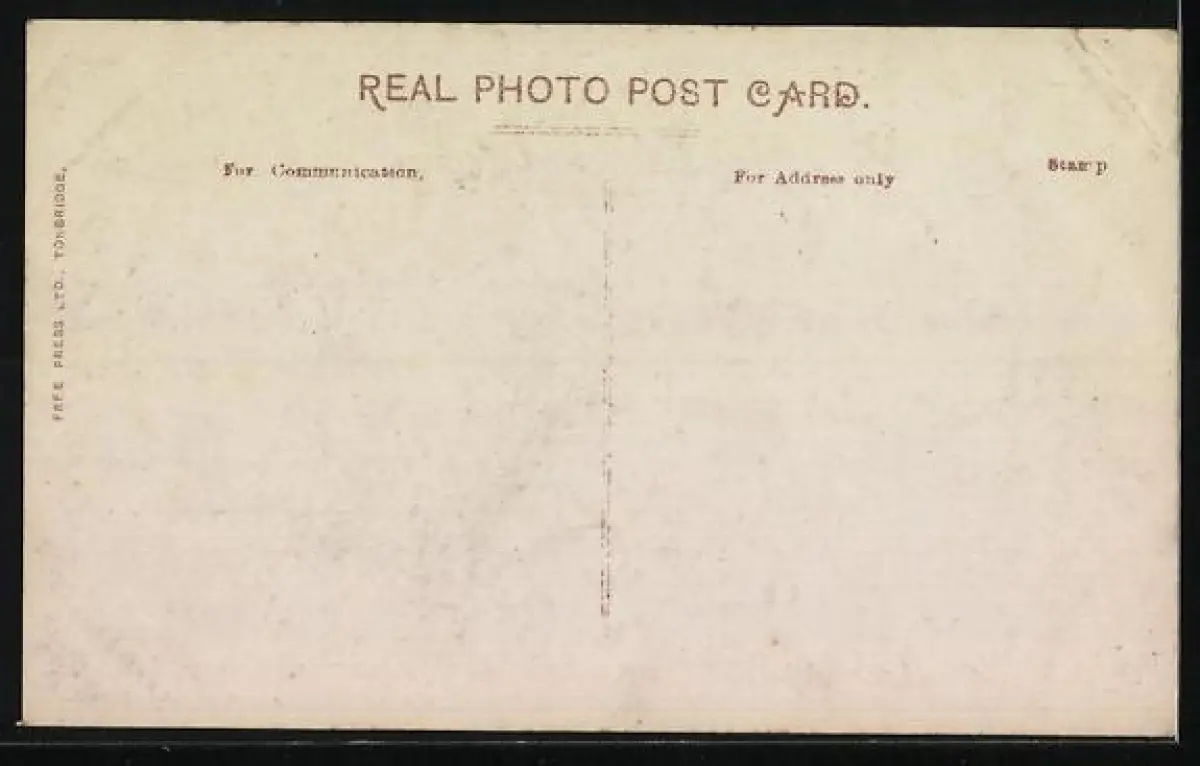 REAL PHOTO POST CARD.
For Communication.
For Address only
Stamp
FREE PRESS LTD., TONBRIDGE.